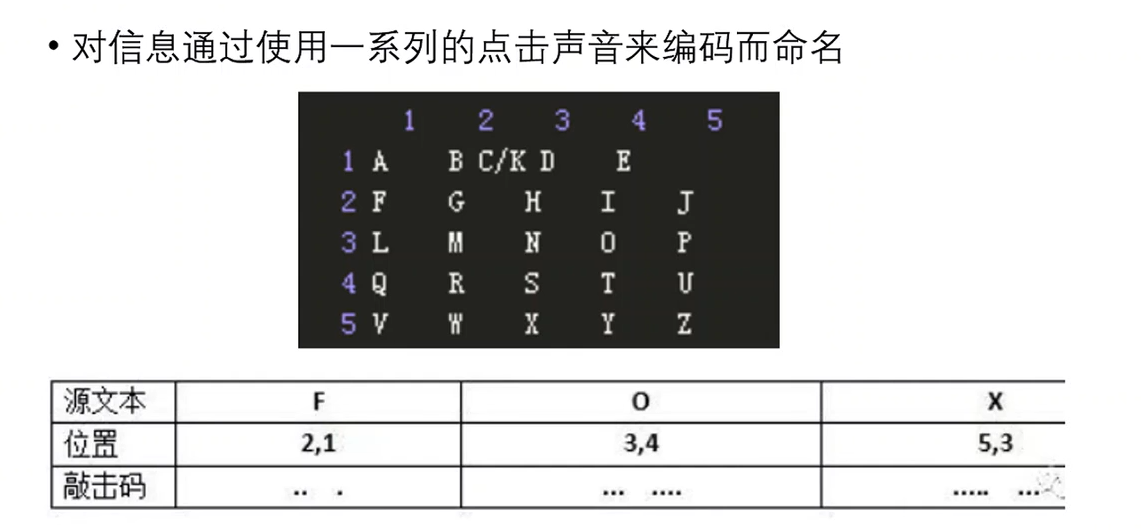 • 对信息通过使用一系列的点击声音来编码而命名
1 2 3 4 5
1 A B C/K D E
2 F G H I J
3 L M N O P
4 Q R S T U
5 V W X Y Z
源文本 F O X
位置 2,1 3,4 5,3
敲击码 .. . ... .... ..... ...